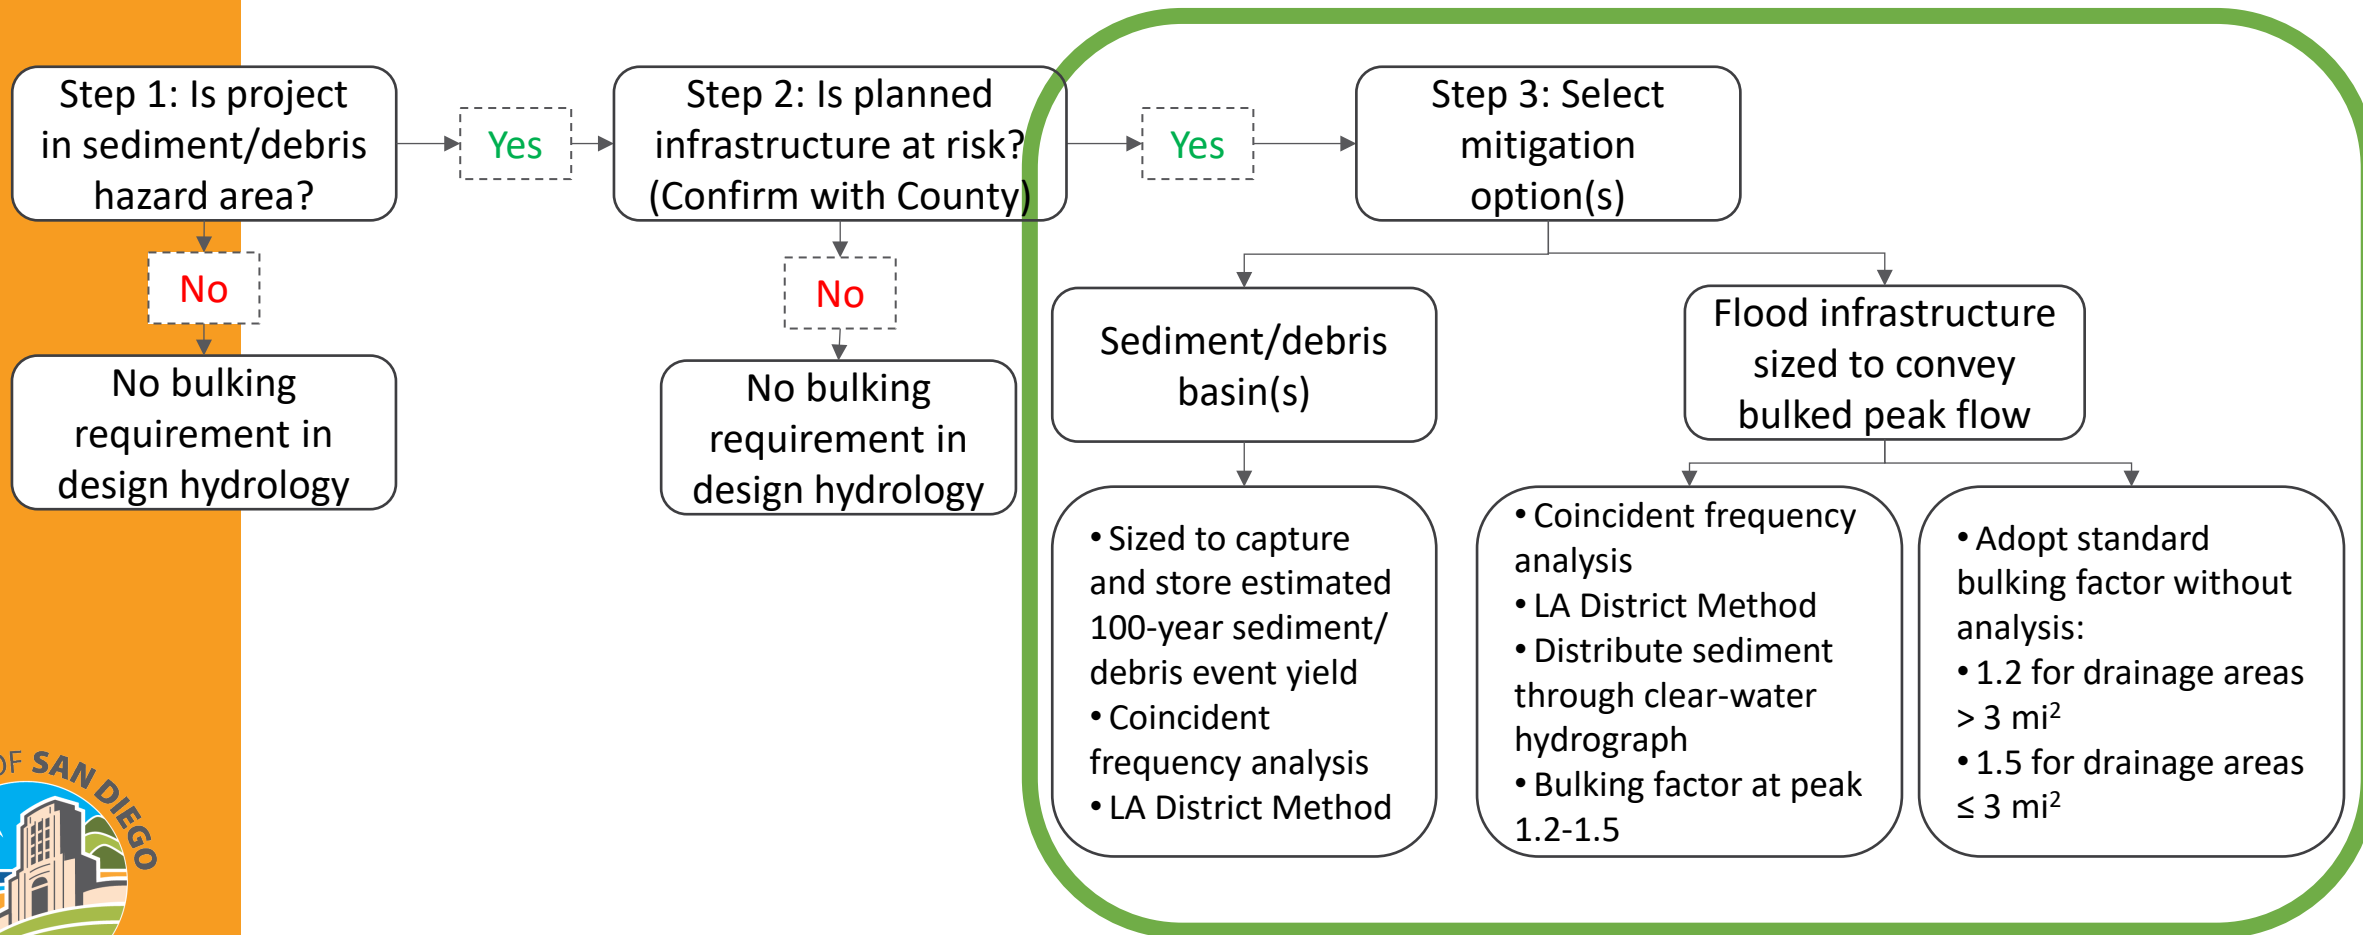 Step 1: Is project
in sediment/debris
hazard area?
Yes
Step 2: Is planned
infrastructure at risk?
(Confirm with County)
Yes
Step 3: Select
mitigation
option(s)
No
No bulking
requirement in
design hydrology
No
No bulking
requirement in
design hydrology
Sediment/debris
basin(s)
Flood infrastructure
sized to convey
bulked peak flow
• Sized to capture
and store estimated
100-year sediment/
debris event yield
• Coincident
frequency analysis
• LA District Method
• Coincident frequency
analysis
• LA District Method
• Distribute sediment
through clear-water
hydrograph
• Bulking factor at peak
1.2-1.5
• Adopt standard
bulking factor without
analysis:
• 1.2 for drainage areas
> 3 mi²
• 1.5 for drainage areas
≤ 3 mi²
OF SAN DIEGO